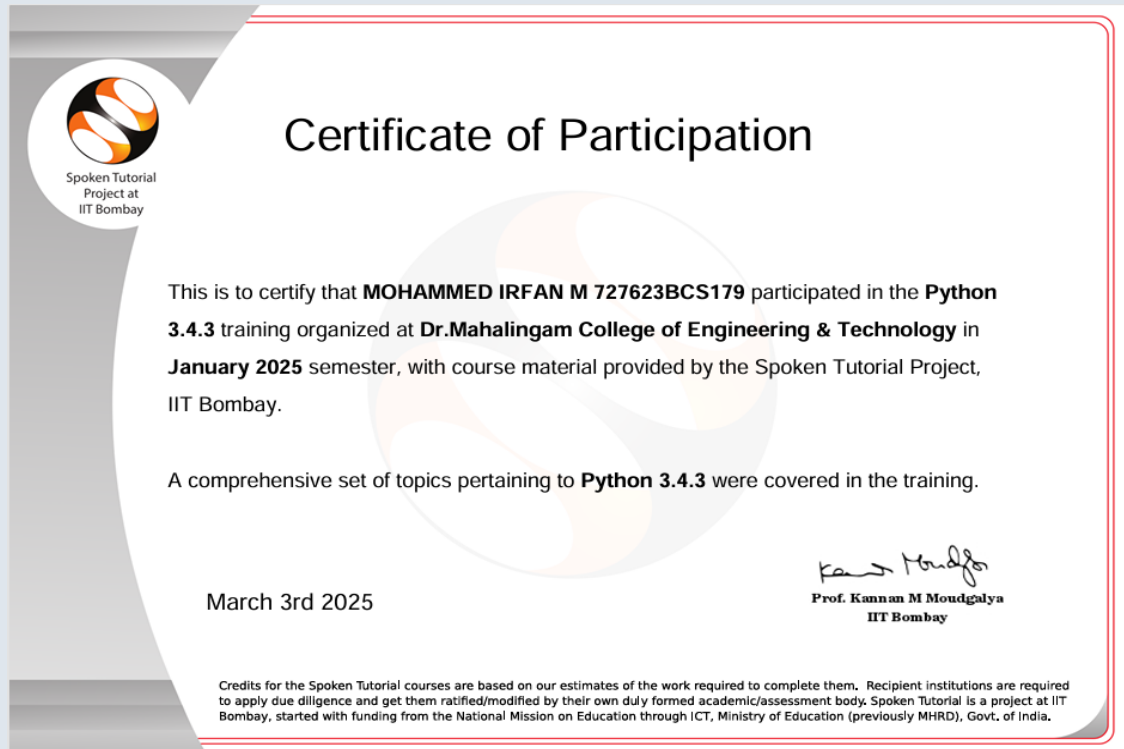 Spoken Tutorial
Project at
IIT Bombay
Certificate of Participation
This is to certify that MOHAMMED IRFAN M 727623BCS179 participated in the Python
3.4.3 training organized at Dr.Mahalingam College of Engineering & Technology in
January 2025 semester, with course material provided by the Spoken Tutorial Project,
IIT Bombay.
A comprehensive set of topics pertaining to Python 3.4.3 were covered in the training.
March 3rd 2025
Kannan Moudgalya
Prof. Kannan M Moudgalya
IIT Bombay
Credits for the Spoken Tutorial courses are based on our estimates of the work required to complete them. Recipient institutions are required
to apply due diligence and get them ratified/modified by their own duly formed academic/assessment body. Spoken Tutorial is a project at IIT
Bombay, started with funding from the National Mission on Education through ICT, Ministry of Education (previously MHRD), Govt. of India.